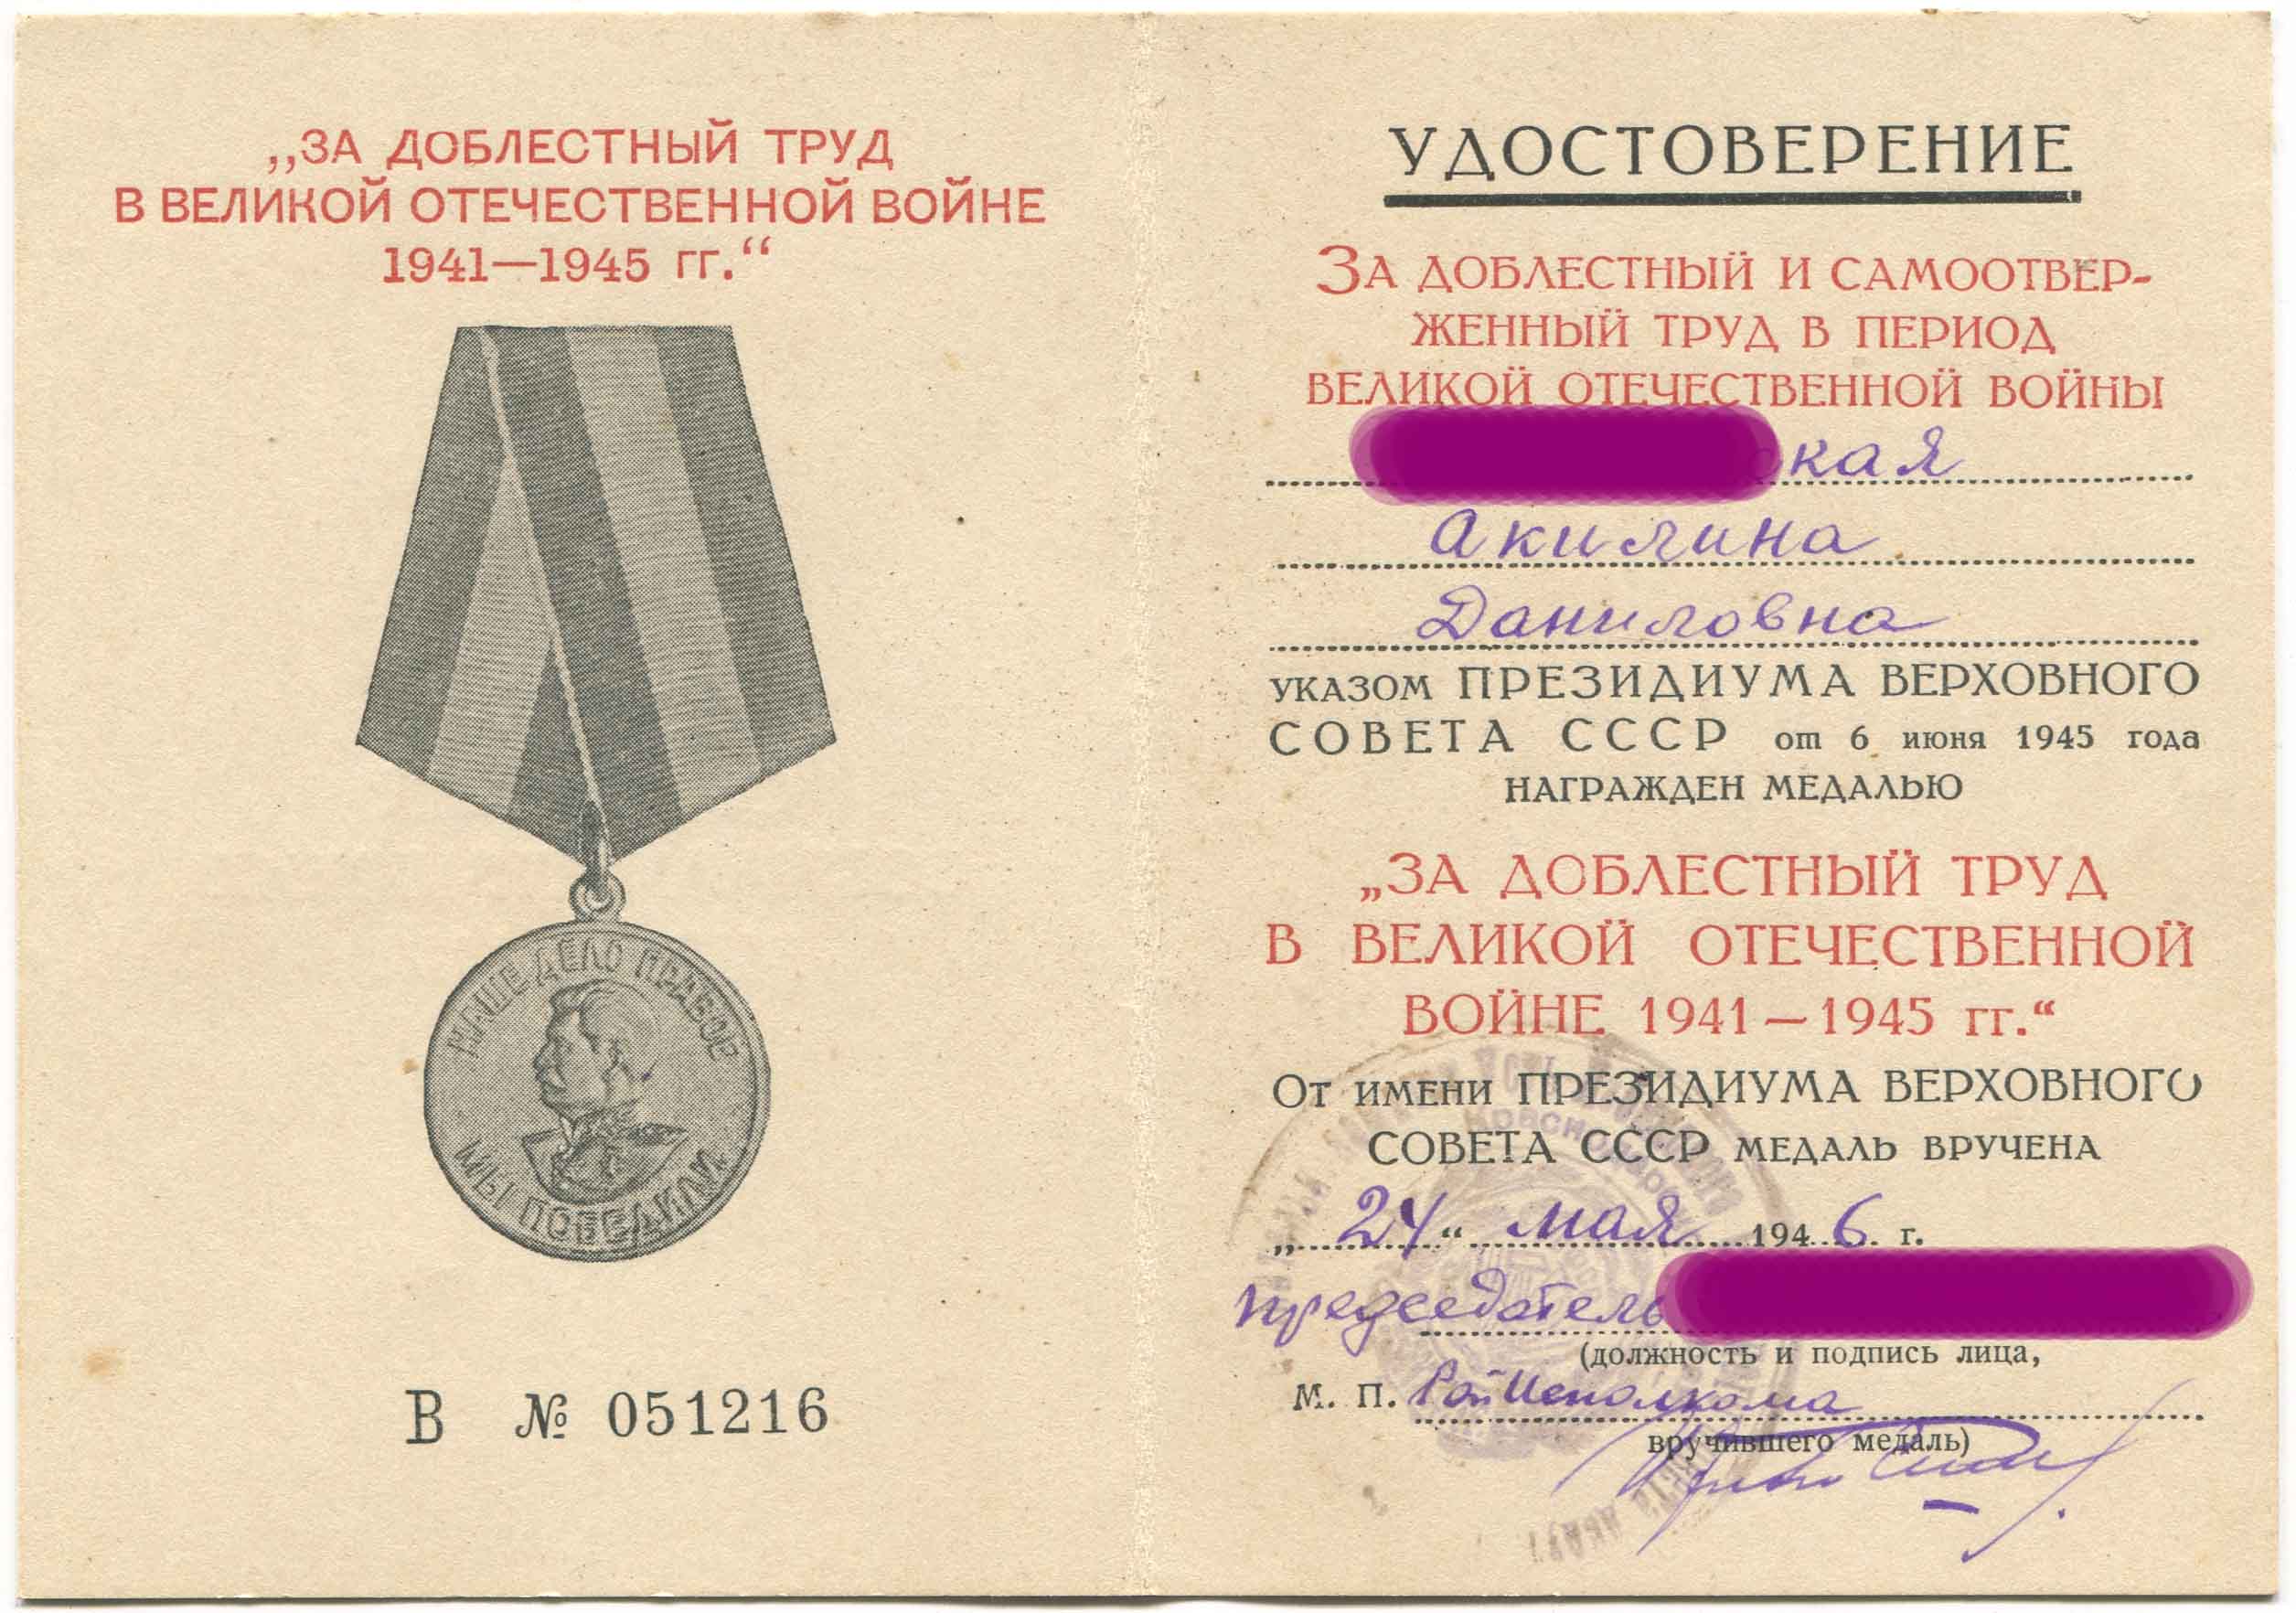 „ЗА ДОБЛЕСТНЫЙ ТРУД
В ВЕЛИКОЙ ОТЕЧЕСТВЕННОЙ ВОЙНЕ
1941—1945 гг.“
НАШЕ ДЕЛО ПРАВОЕ
МЫ ПОБЕДИЛИ
В № 051216
УДОСТОВЕРЕНИЕ
ЗА ДОБЛЕСТНЫЙ И САМООТВЕР-
ЖЕННЫЙ ТРУД В ПЕРИОД
ВЕЛИКОЙ ОТЕЧЕСТВЕННОЙ ВОЙНЫ
кая
Акилина
Даниловна
УКАЗОМ ПРЕЗИДИУМА ВЕРХОВНОГО
СОВЕТА СССР от 6 июня 1945 года
НАГРАЖДЕН МЕДАЛЬЮ
„ЗА ДОБЛЕСТНЫЙ ТРУД
В ВЕЛИКОЙ ОТЕЧЕСТВЕННОЙ
ВОЙНЕ 1941—1945 гг.“
ОТ ИМЕНИ ПРЕЗИДИУМА ВЕРХОВНОГО
СОВЕТА СССР МЕДАЛЬ ВРУЧЕНА
„24“ мая 1946 г.
председатель
(должность и подпись лица,
М. П. РайИсполкома
вручившего медаль)